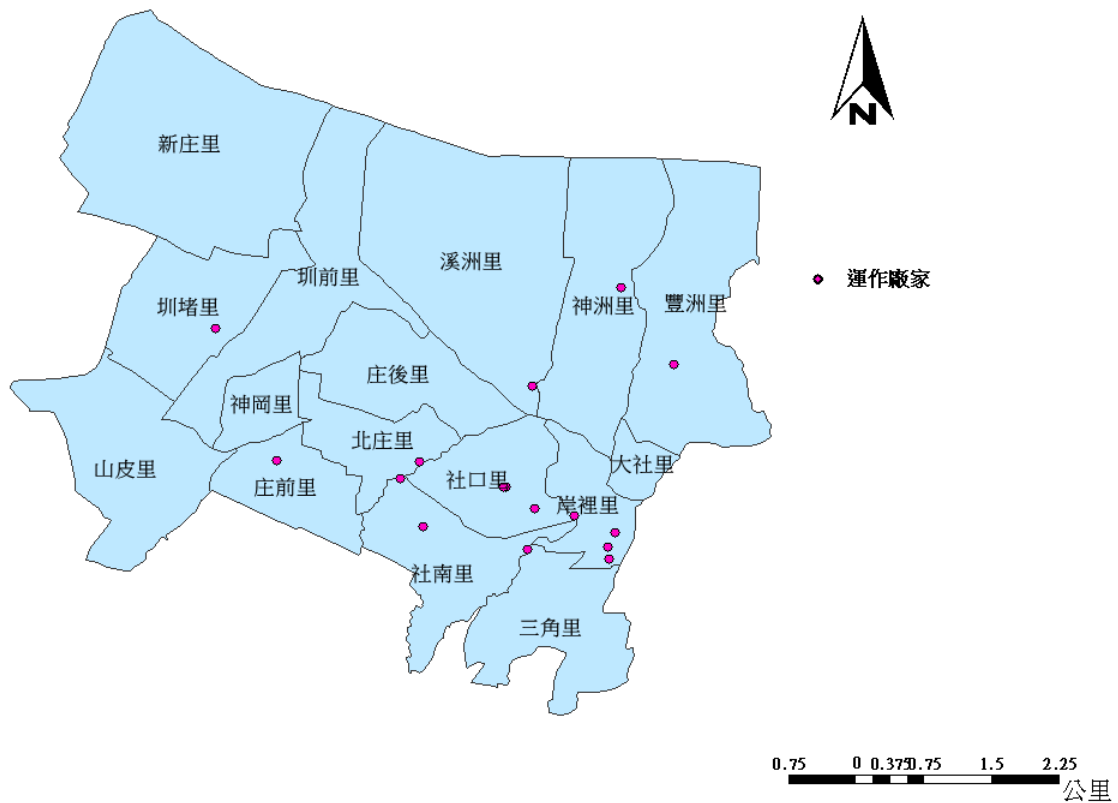 N
新庄里
溪洲里
圳前里
運作廠家
圳堵里
神洲里
豐洲里
庄後里
神岡里
北庄里
山皮里
庄前里
社口里
大社里
岸裡里
社南里
三角里
0.75 0 0.375 0.75 1.5 2.25
公里